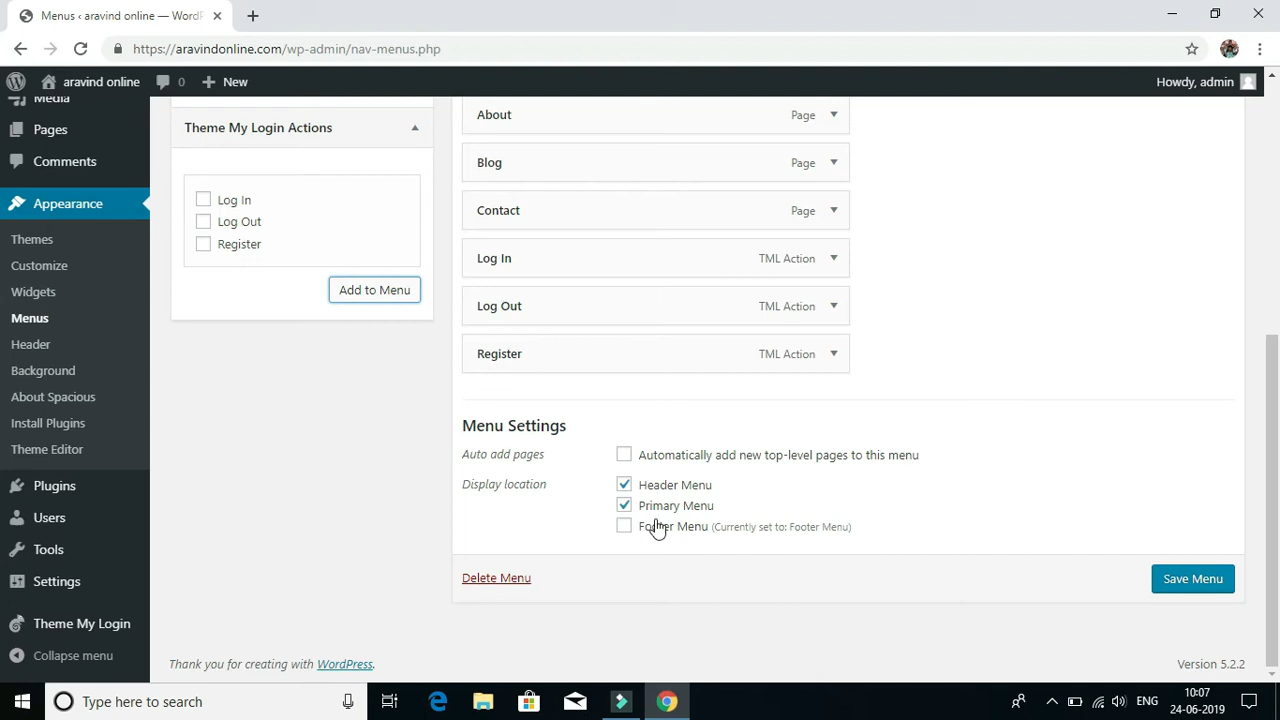 Menus ‹ aravind online — WordPr
https://aravindonline.com/wp-admin/nav-menus.php
aravind online
0
New
Howdy, admin
Media
Pages
Comments
Appearance
Themes
Customize
Widgets
Menus
Header
Background
About Spacious
Install Plugins
Theme Editor
Plugins
Users
Tools
Settings
Theme My Login
Collapse menu
Theme My Login Actions
Log In
Log Out
Register
Add to Menu
About Page
Blog Page
Contact Page
Log In TML Action
Log Out TML Action
Register TML Action
Menu Settings
Auto add pages Automatically add new top-level pages to this menu
Display location Header Menu
Primary Menu
Footer Menu (Currently set to: Footer Menu)
Delete Menu
Save Menu
Thank you for creating with WordPress.
Version 5.2.2
Type here to search
ENG
10:07
24-06-2019